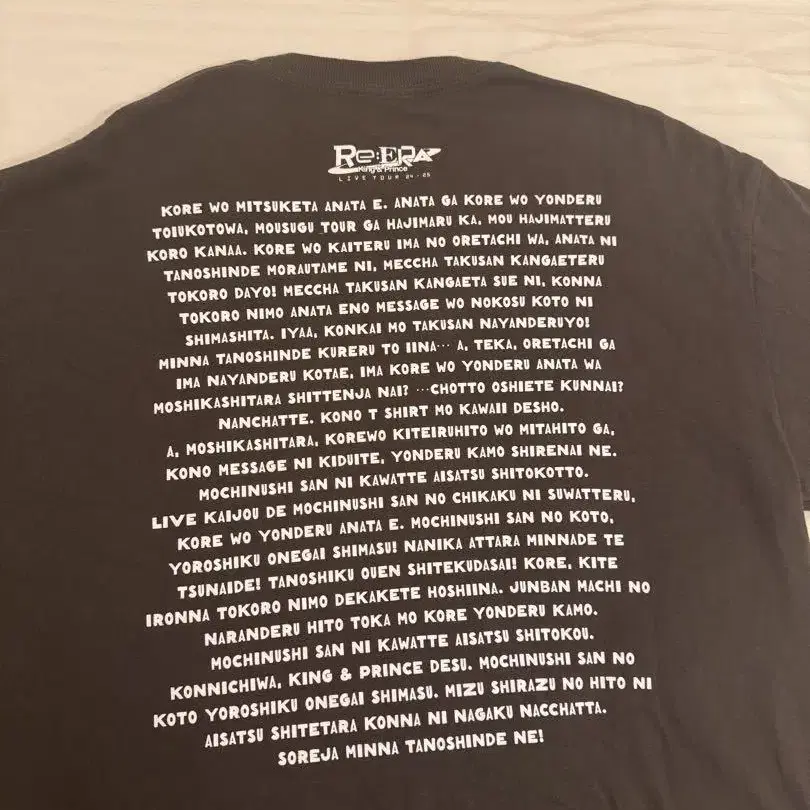 Re:ERA
King & Prince
LIVE TOUR 24-25
KORE WO MITSUKETA ANATA E. ANATA GA KORE WO YONDERU
TOIUKOTOWA, MOUSUGU TOUR GA HAJIMARU KA, MOU HAJIMATTERU
KORO KANAA. KORE WO KAITERU IMA NO ORETACHI WA, ANATA NI
TANOSHINDE MORAUTAME NI, MECCHA TAKUSAN KANGAETERU
TOKORO DAYO! MECCHA TAKUSAN KANGAETA SUE NI, KONNA
TOKORO NIMO ANATA ENO MESSAGE WO NOKOSU KOTO NI
SHIMASHITA. IYAA, KONKAI MO TAKUSAN NAYANDERUYO!
MINNA TANOSHINDE KURERU TO IINA… A, TEKA, ORETACHI GA
IMA NAYANDERU KOTAE, IMA KORE WO YONDERU ANATA WA
MOSHIKASHITARA SHITTENJA NAI? …CHOTTO OSHIETE KUNNAI?
NANCHATTE. KONO T SHIRT MO KAWAII DESHO.
A, MOSHIKASHITARA, KOREWO KITEIRUHITO WO MITAHITO GA,
KONO MESSAGE NI KIDUITE, YONDERU KAMO SHIRENAI NE.
MOCHINUSHI SAN NI KAWATTE AISATSU SHITOKOTTO.
LIVE KAIJOU DE MOCHINUSHI SAN NO CHIKAKU NI SUWATTERU,
KORE WO YONDERU ANATA E. MOCHINUSHI SAN NO KOTO,
YOROSHIKU ONEGAI SHIMASU! NANIKA ATTARA MINNADE TE
TSUNAIDE! TANOSHIKU OUEN SHITEKUDASAI! KORE, KITE
IRONNA TOKORO NIMO DEKAKETE HOSHIINA. JUNBAN MACHI NO
NARANDERU HITO TOKA MO KORE YONDERU KAMO.
MOCHINUSHI SAN NI KAWATTE AISATSU SHITOKOU.
KONNICHIWA, KING & PRINCE DESU. MOCHINUSHI SAN NO
KOTO YOROSHIKU ONEGAI SHIMASU. MIZU SHIRAZU NO HITO NI
AISATSU SHITETARA KONNA NI NAGAKU NACCHATTA.
SOREJA MINNA TANOSHINDE NE!